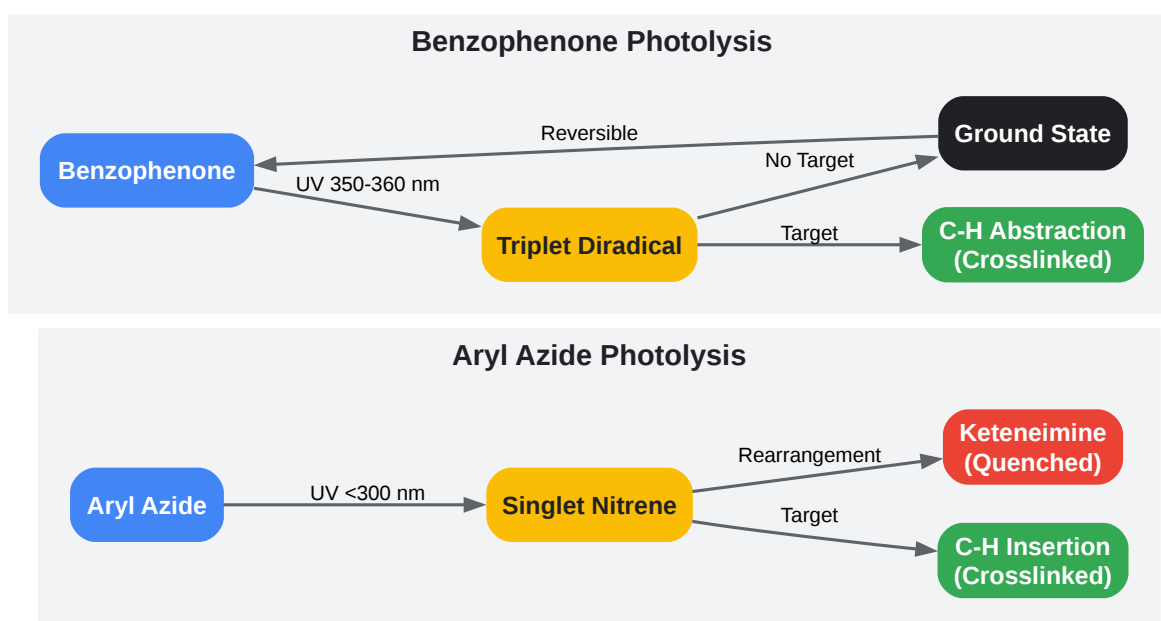 Benzophenone Photolysis
Reversible
Ground State
No Target
Benzophenone
UV 350-360 nm
Triplet Diradical
Target
C-H Abstraction
(Crosslinked)
Aryl Azide Photolysis
Keteneimine
(Quenched)
Rearrangement
Aryl Azide
UV <300 nm
Singlet Nitrene
Target
C-H Insertion
(Crosslinked)